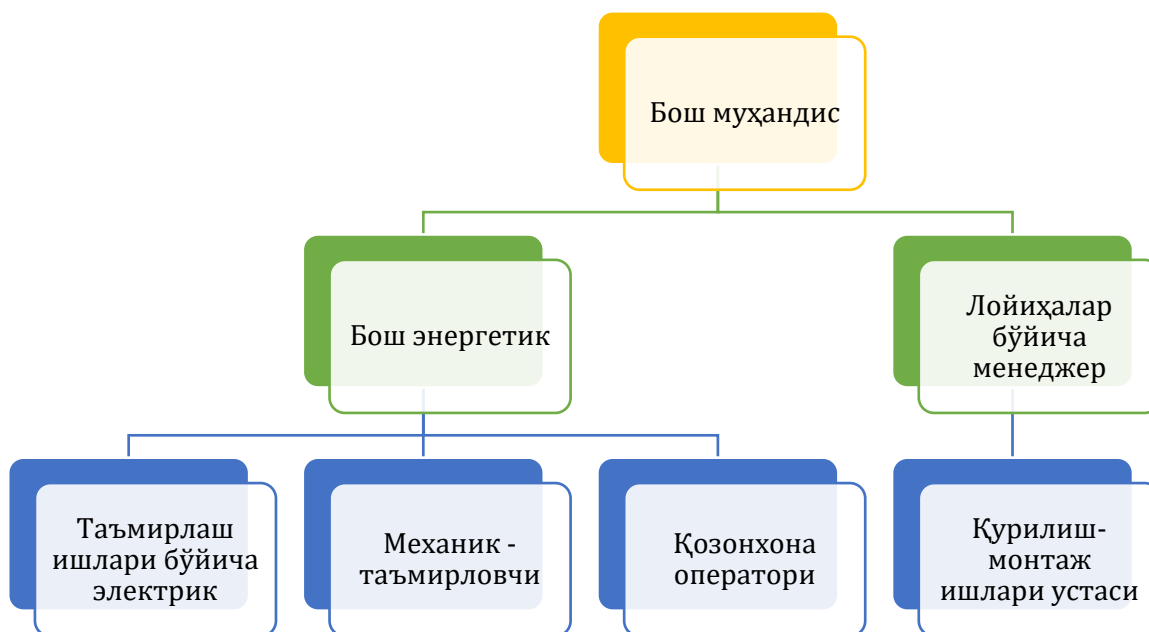 Бош муҳандис
Бош энергетик
Лойиҳалар
бўйича
менеджер
Таъмирлаш
ишлари бўйича
электрик
Механик -
таъмирловчи
Қозонхона
оператори
Қурилиш-
монтаж
ишлари устаси